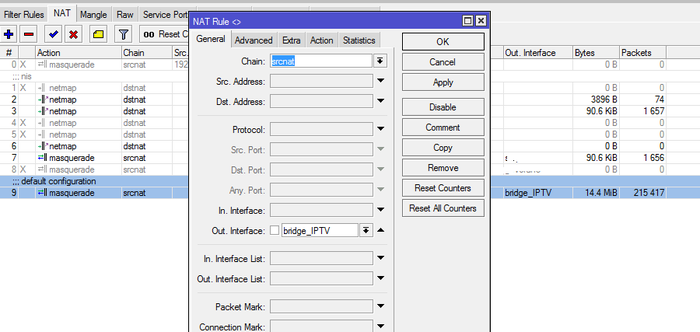 Filter Rules NAT Mangle Raw Service Port
NAT Rule <>
00 Reset C
General Advanced Extra Action Statistics
OK
# Action Chain Src. Out. Interface Bytes Packets
Chain: srcnat
Cancel
0 X masquerade srcnat 192 0 B 0
;;; nis
Src. Address:
Apply
1 X netmap dstnat 0 B 0
Dst. Address:
2 netmap dstnat 3896 B 74
Disable
3 netmap dstnat 90.6 KiB 1 657
4 X netmap dstnat 0 B 0
Protocol:
Comment
5 X netmap dstnat 0 B 0
Src. Port:
Copy
6 netmap dstnat 0 B 0
7 masquerade srcnat 90.6 KiB 1 656
Dst. Port:
Remove
8 X masquerade srcnat 0 B 0
;;; default configuration
Any. Port:
Reset Counters
9 masquerade srcnat bridge_IPTV 14.4 MiB 215 417
In. Interface:
Reset All Counters
Out. Interface: bridge_IPTV
In. Interface List:
Out. Interface List:
Packet Mark:
Connection Mark: